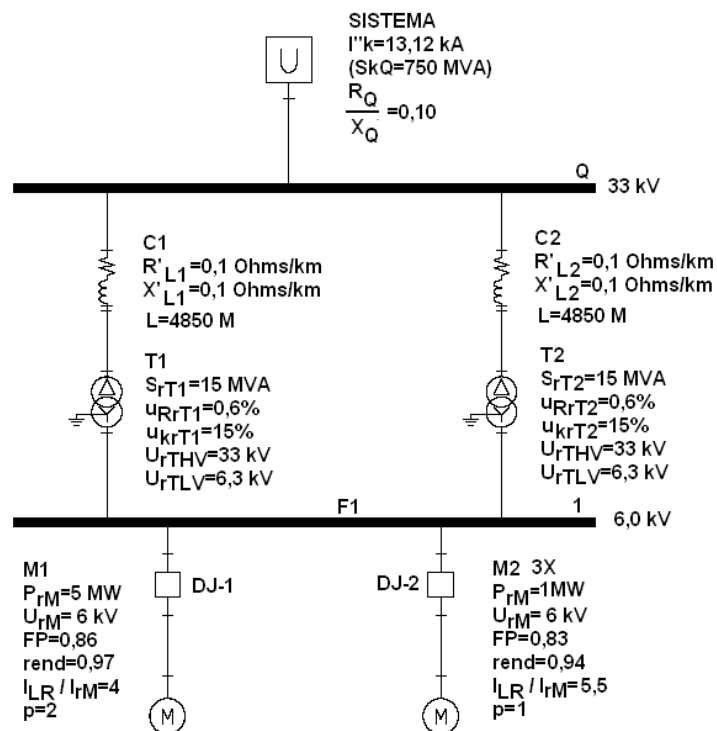 SISTEMA
I"k=13,12 kA
(SkQ=750 MVA)
RQ
XQ
=0,10
U
Q
33 kV
C1
R'L1=0,1 Ohms/km
X'L1=0,1 Ohms/km
L=4850 M
C2
R'L2=0,1 Ohms/km
X'L2=0,1 Ohms/km
L=4850 M
T1
SrT1=15 MVA
uRrT1=0,6%
ukrT1=15%
UrTHV=33 kV
UrTLV=6,3 kV
T2
SrT2=15 MVA
uRrT2=0,6%
ukrT2=15%
UrTHV=33 kV
UrTLV=6,3 kV
F1
1
6,0 kV
M1
PrM=5 MW
UrM= 6 kV
FP=0,86
rend=0,97
ILR / IrM=4
p=2
DJ-1
M
DJ-2
M2 3X
PrM=1MW
UrM= 6 kV
FP=0,83
rend=0,94
ILR / IrM=5,5
p=1
M